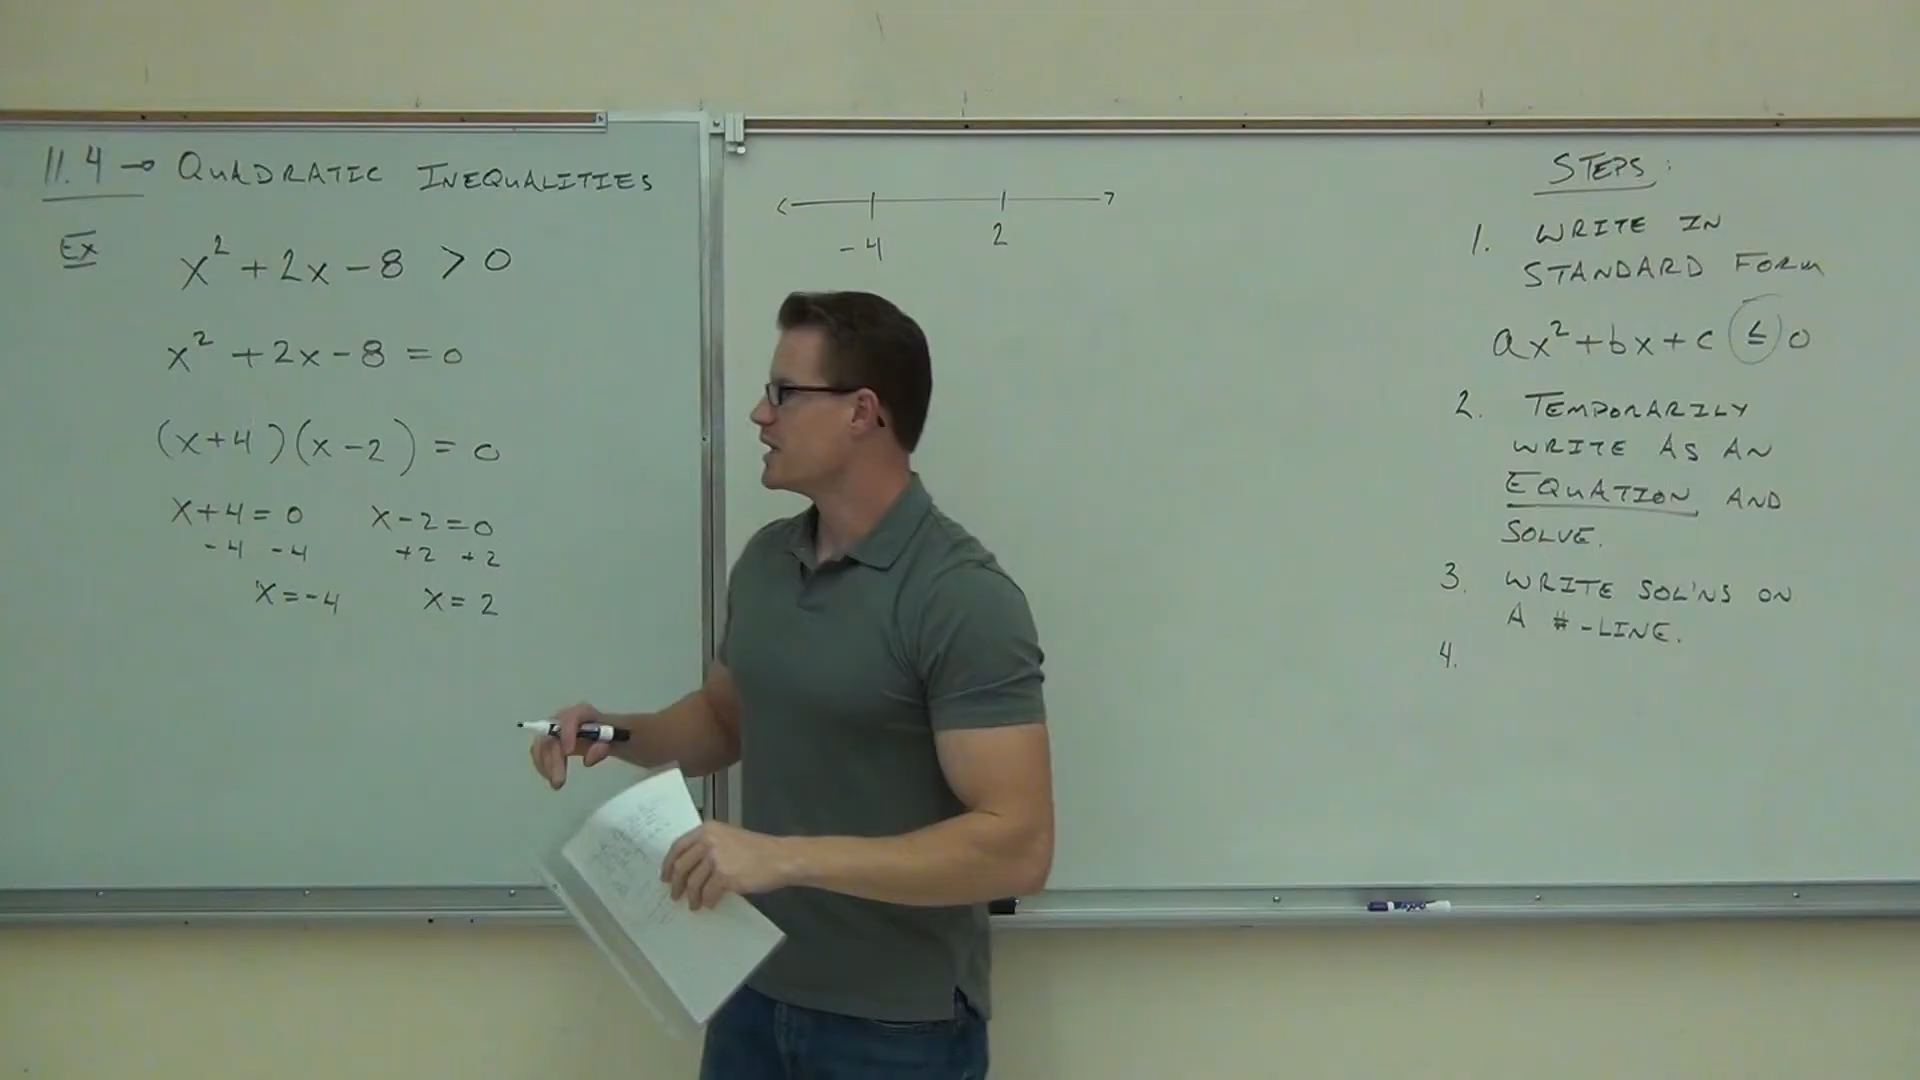 11.4 → QUADRATIC INEQUALITIES
Ex
x² + 2x - 8 > 0
x² + 2x - 8 = 0
(x+4)(x-2) = 0
x+4=0 x-2=0
-4 -4 +2 +2
x=-4 x=2
-4 2
STEPS:
1. WRITE IN
STANDARD FORM
ax²+bx+c ≤ 0
2. TEMPORARILY
WRITE AS AN
EQUATION AND
SOLVE.
3. WRITE SOL'NS ON
A #-LINE.
4.